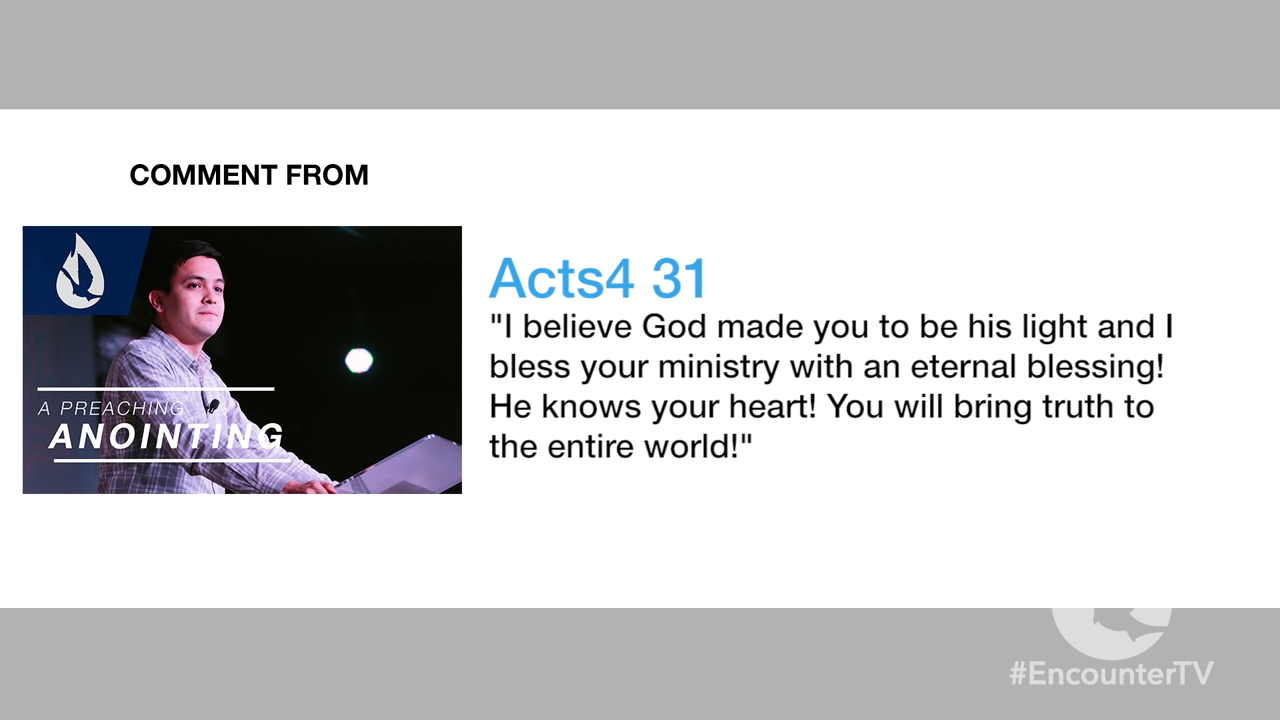 COMMENT FROM
A PREACHING
ANOINTING
Acts4 31
"I believe God made you to be his light and I
bless your ministry with an eternal blessing!
He knows your heart! You will bring truth to
the entire world!"
#EncounterTV